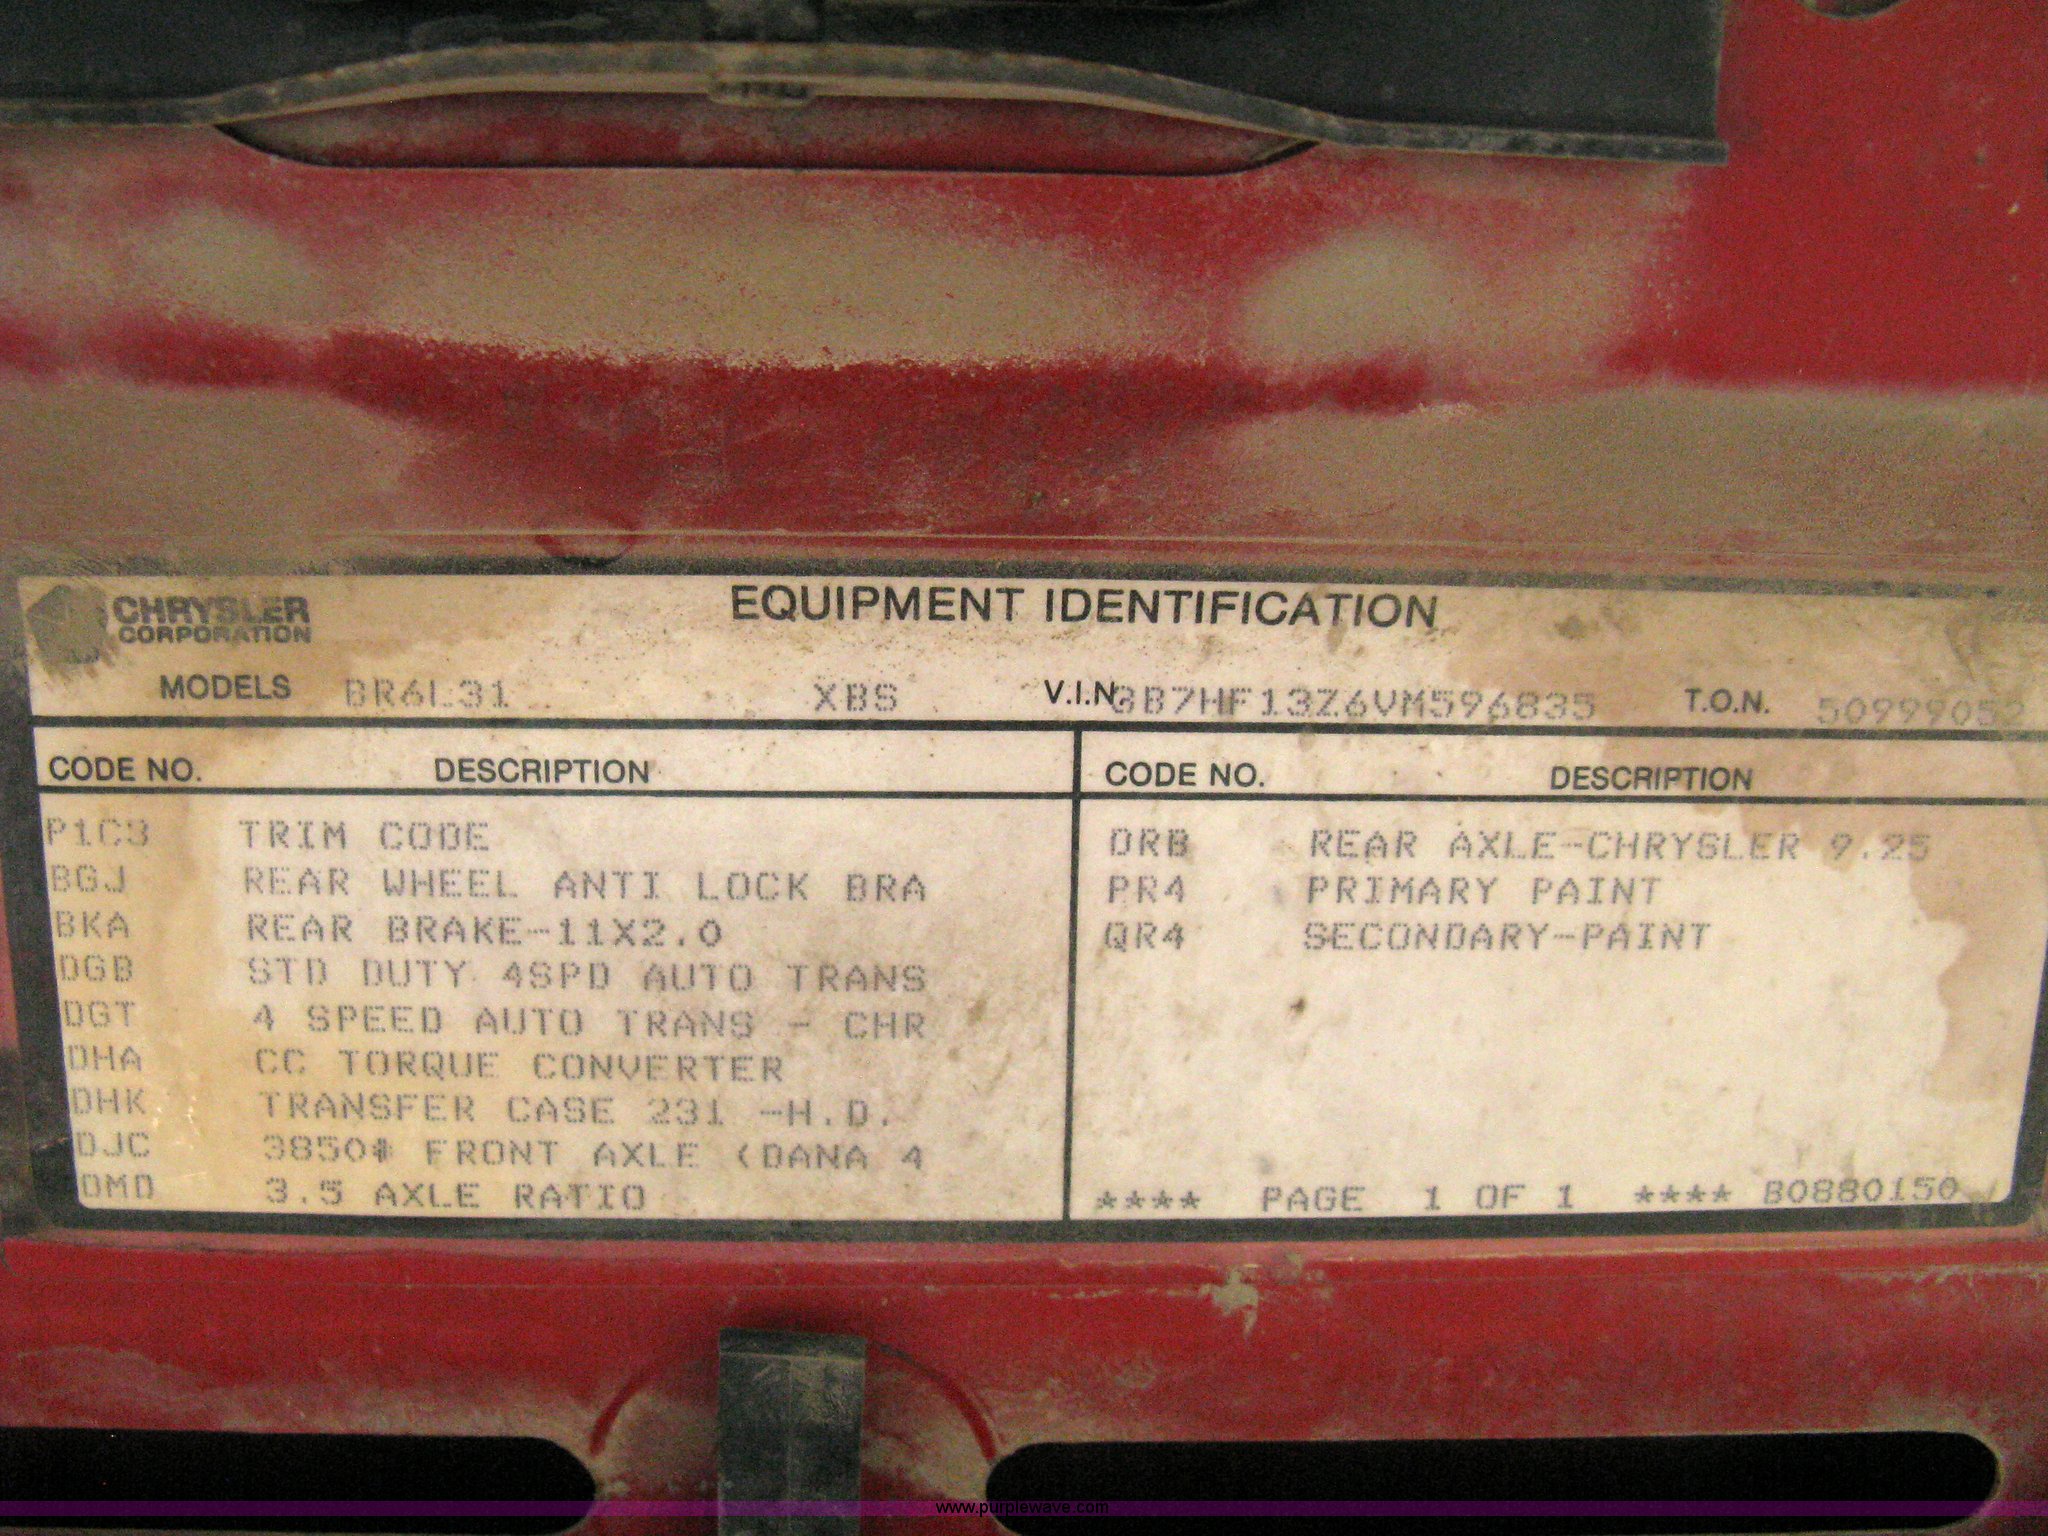 CHRYSLER
CORPORATION
EQUIPMENT IDENTIFICATION
MODELS BR6L31 XBS V.I.N. 3B7HF13Z6VM596835 T.O.N. 50999052
CODE NO. DESCRIPTION CODE NO. DESCRIPTION
P1C3 TRIM CODE
BGJ REAR WHEEL ANTI LOCK BRA
BKA REAR BRAKE-11X2.0
DGB STD DUTY 4SPD AUTO TRANS
DGT 4 SPEED AUTO TRANS - CHR
DHA CC TORQUE CONVERTER
DHK TRANSFER CASE 231 -H.D.
DJC 3850# FRONT AXLE (DANA 4
DMD 3.5 AXLE RATIO
DRB REAR AXLE-CHRYSLER 9.25
PR4 PRIMARY PAINT
QR4 SECONDARY-PAINT
**** PAGE 1 OF 1 **** B0880150
www.purplewave.com